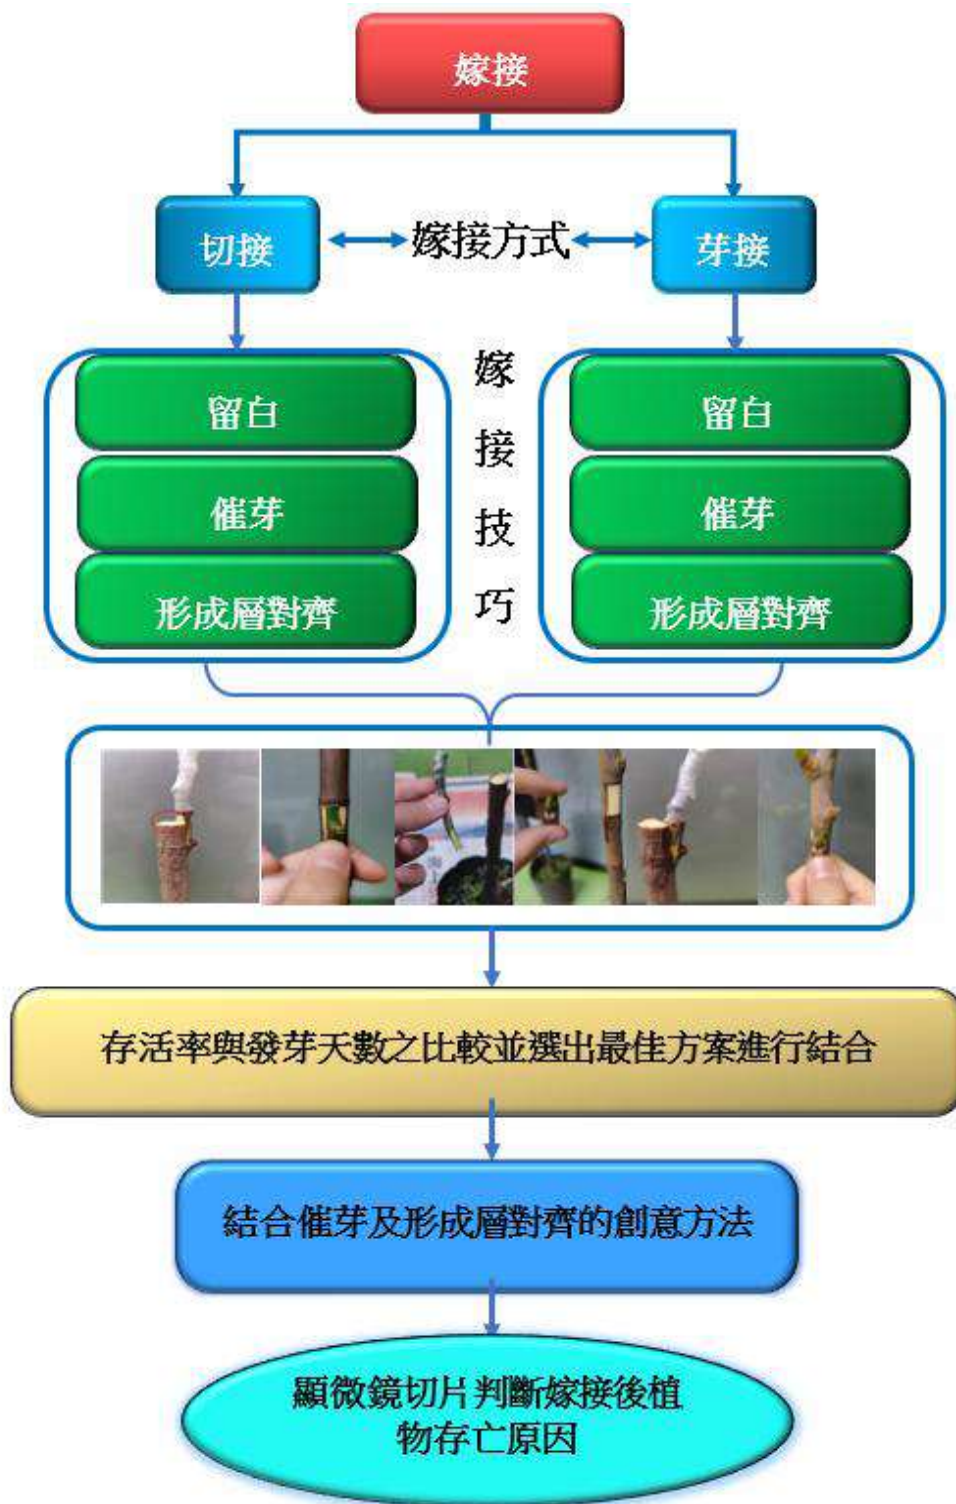 嫁接
切接
嫁接方式
芽接
留白
催芽
形成層對齊
嫁接技巧
留白
催芽
形成層對齊
存活率與發芽天數之比較並選出最佳方案進行結合
結合催芽及形成層對齊的創意方法
顯微鏡切片判斷嫁接後植
物存亡原因